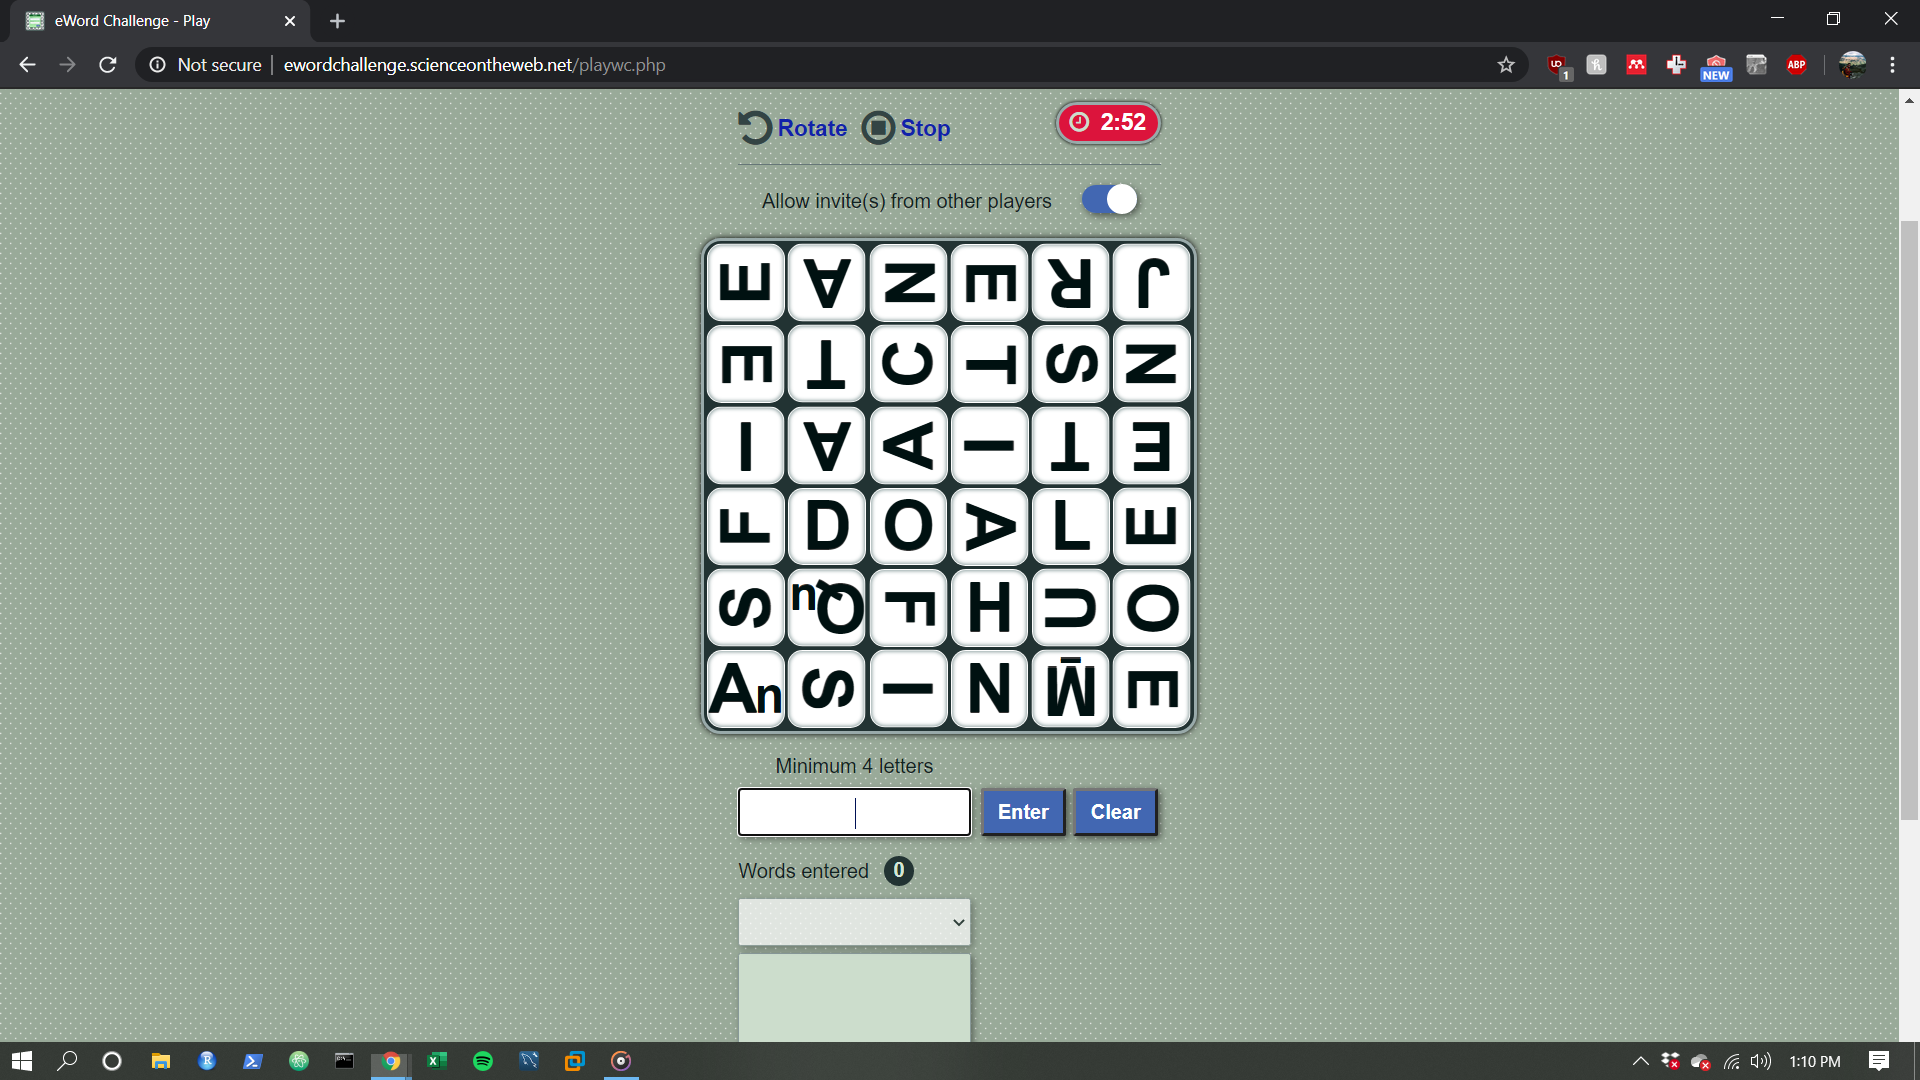 eWord Challenge - Play
Not secure ewordchallenge.scienceontheweb.net/playwc.php
1
NEW
ABP
Rotate Stop 2:52
Allow invite(s) from other players
E A N E R J
E T C T S N
I A A I T E
F D O A L E
S Qu F H U O
An S I N M E
Minimum 4 letters
Enter Clear
Words entered 0
1:10 PM